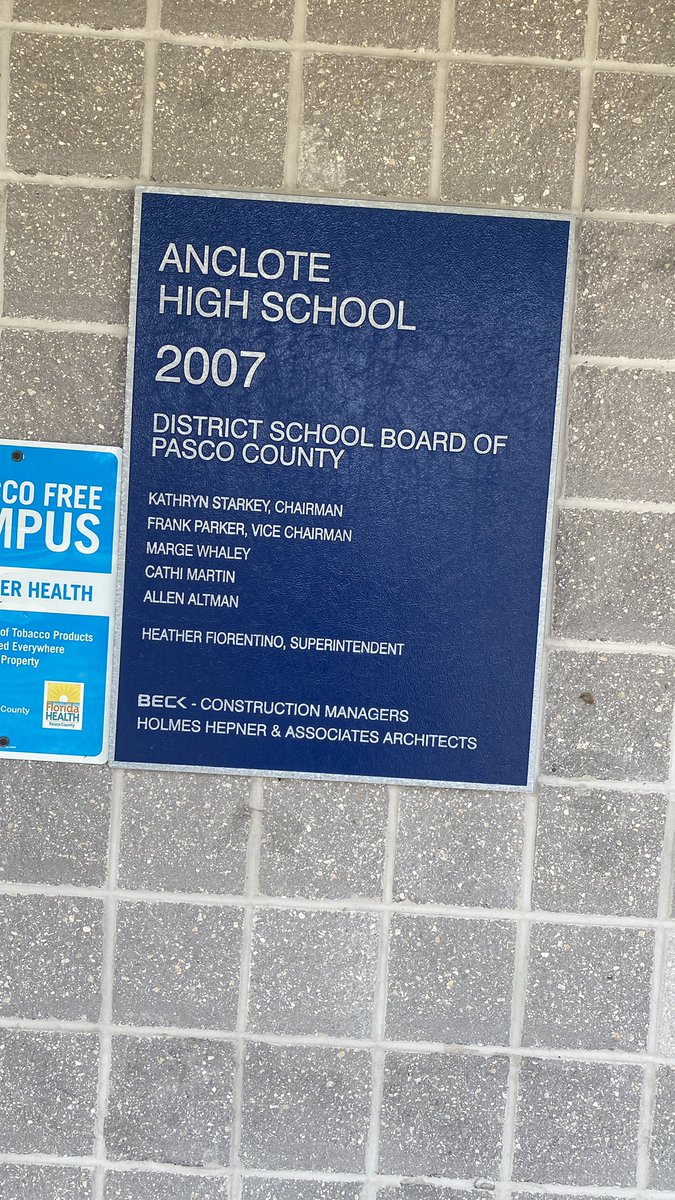 ANCLOTE
HIGH SCHOOL
2007
DISTRICT SCHOOL BOARD OF
PASCO COUNTY
KATHRYN STARKEY, CHAIRMAN
FRANK PARKER, VICE CHAIRMAN
MARGE WHALEY
CATHI MARTIN
ALLEN ALTMAN
HEATHER FIORENTINO, SUPERINTENDENT
BECK - CONSTRUCTION MANAGERS
HOLMES HEPNER & ASSOCIATES ARCHITECTS
CO FREE
MPUS
ER HEALTH
of Tobacco Products
ed Everywhere
Property
County
Florida
HEALTH
Pasco County